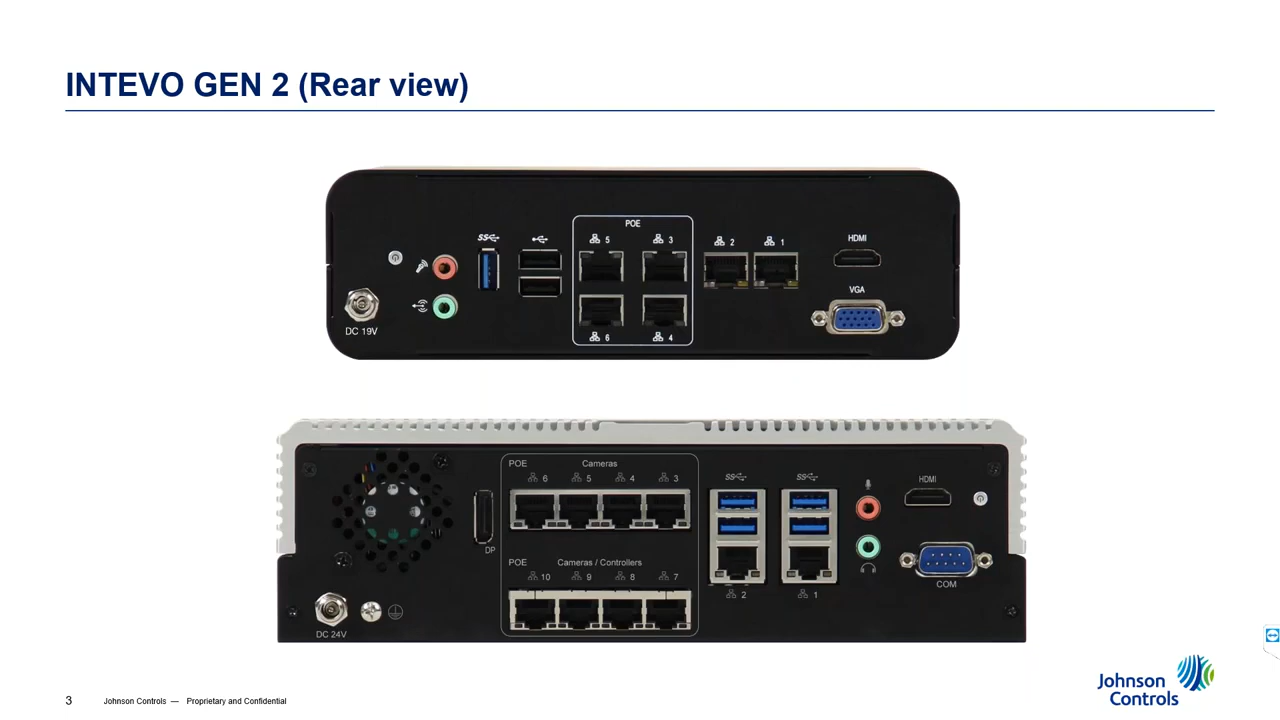 INTEVO GEN 2 (Rear view)
POE
5 3 2 1 HDMI
VGA
DC 19V
6 4
POE Cameras
6 5 4 3
HDMI
DP
POE Cameras / Controllers
10 9 8 7
COM
2 1
DC 24V
3 Johnson Controls — Proprietary and Confidential
Johnson
Controls